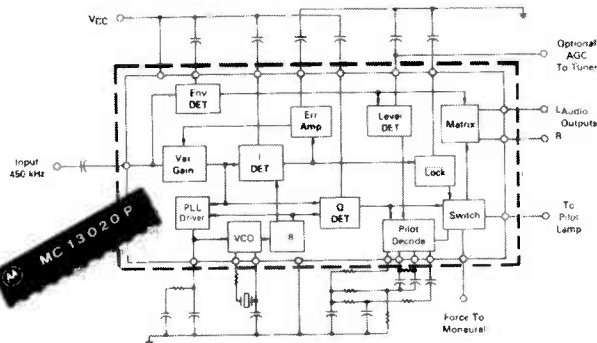 VCC
Optional
AGC
To Tuner
Env
DET
Err
Amp
Level
DET
Matrix
L Audio
Outputs
R
Input
450 kHz
Var
Gain
I
DET
Lock
PLL
Driver
Q
DET
Switch
To
Pilot
Lamp
VCO
8
Pilot
Decode
MC13020P
Force To
Monaural